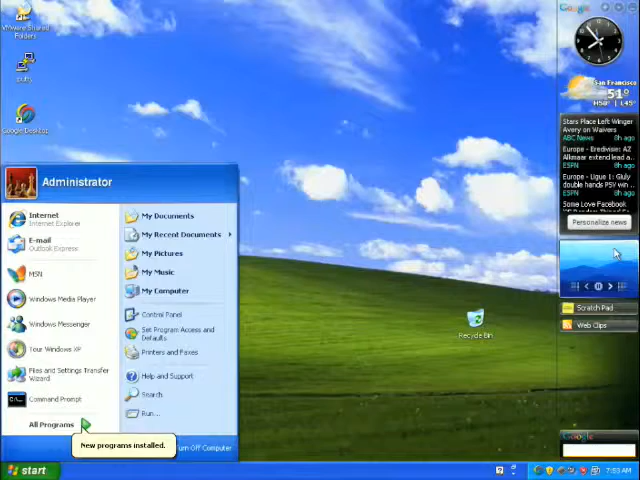 VMware Shared
Folders
putty
Google Desktop
Administrator
Internet
Internet Explorer
E-mail
Outlook Express
MSN
Windows Media Player
Windows Messenger
Tour Windows XP
Files and Settings Transfer
Wizard
Command Prompt
All Programs
New programs installed.
My Documents
My Recent Documents
My Pictures
My Music
My Computer
Control Panel
Set Program Access and
Defaults
Printers and Faxes
Help and Support
Search
Run...
Turn Off Computer
start
Recycle Bin
Google
San Francisco
51°
Stars Place Left Winger
Avery on Waivers
ABC News 8h ago
Europe - Eredivisie: AZ
Alkmaar extend lead a...
ESPN 8h ago
Europe - Ligue 1: Giuly
double hands PSV win ...
ESPN 8h ago
Some Love Facebook
Personalize news
Scratch Pad
Web Clips
Google
7:53 AM